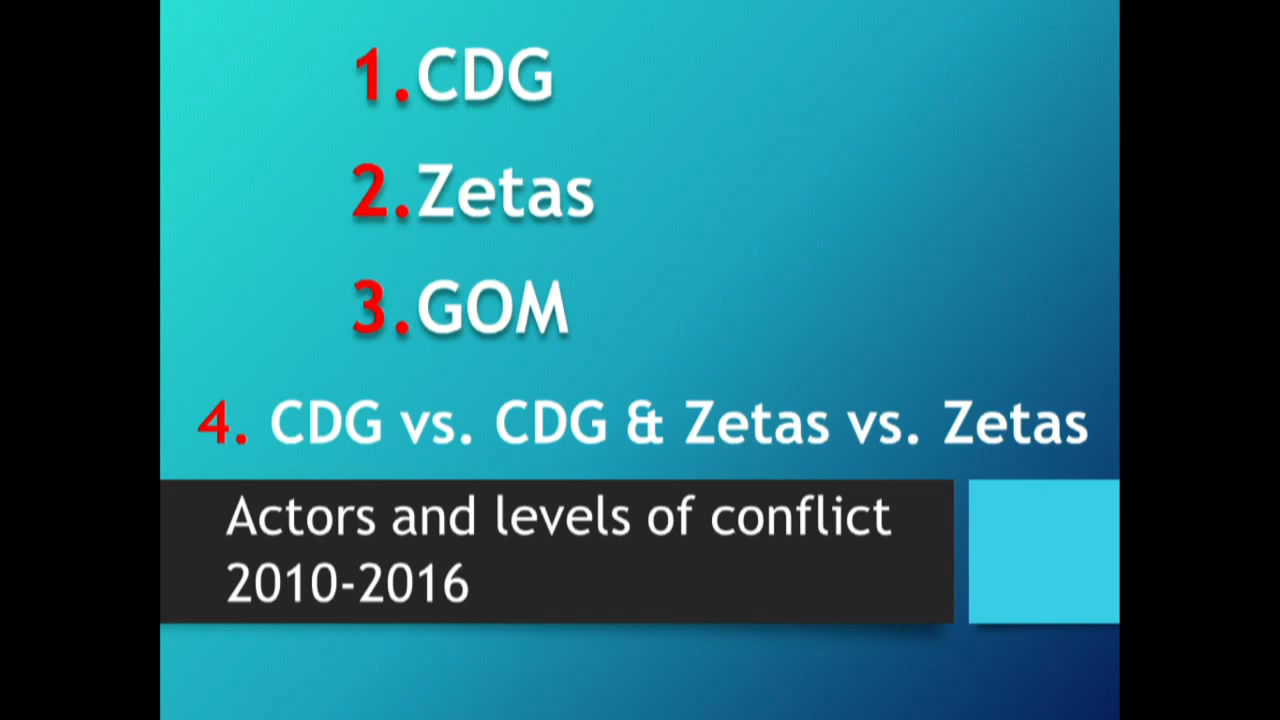 1.CDG
2.Zetas
3.GOM
4. CDG vs. CDG & Zetas vs. Zetas
Actors and levels of conflict
2010-2016